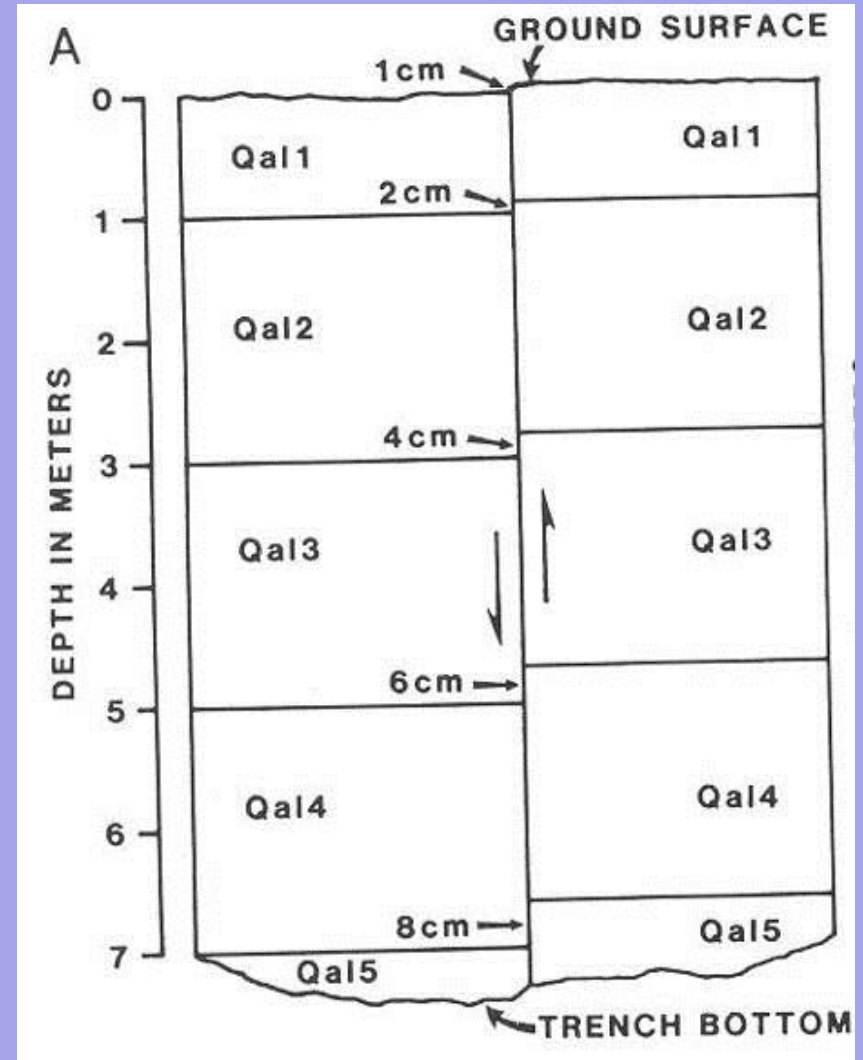 A
GROUND SURFACE
1cm
0
Qal1
Qal1
2cm
1
Qal2
Qal2
2
DEPTH IN METERS
4cm
3
Qal3
Qal3
4
6cm
5
Qal4
Qal4
6
8cm
Qal5
7
Qal5
TRENCH BOTTOM